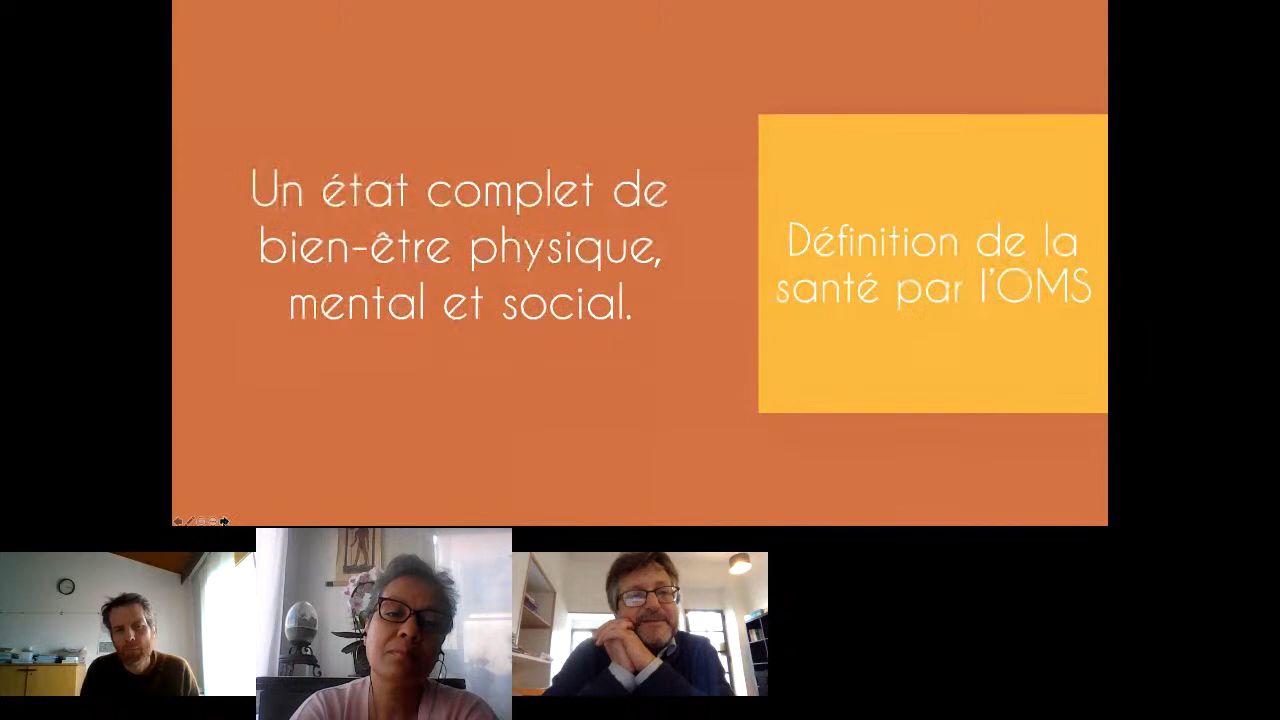 Un état complet de
bien-être physique,
mental et social.
Définition de la
santé par l'OMS